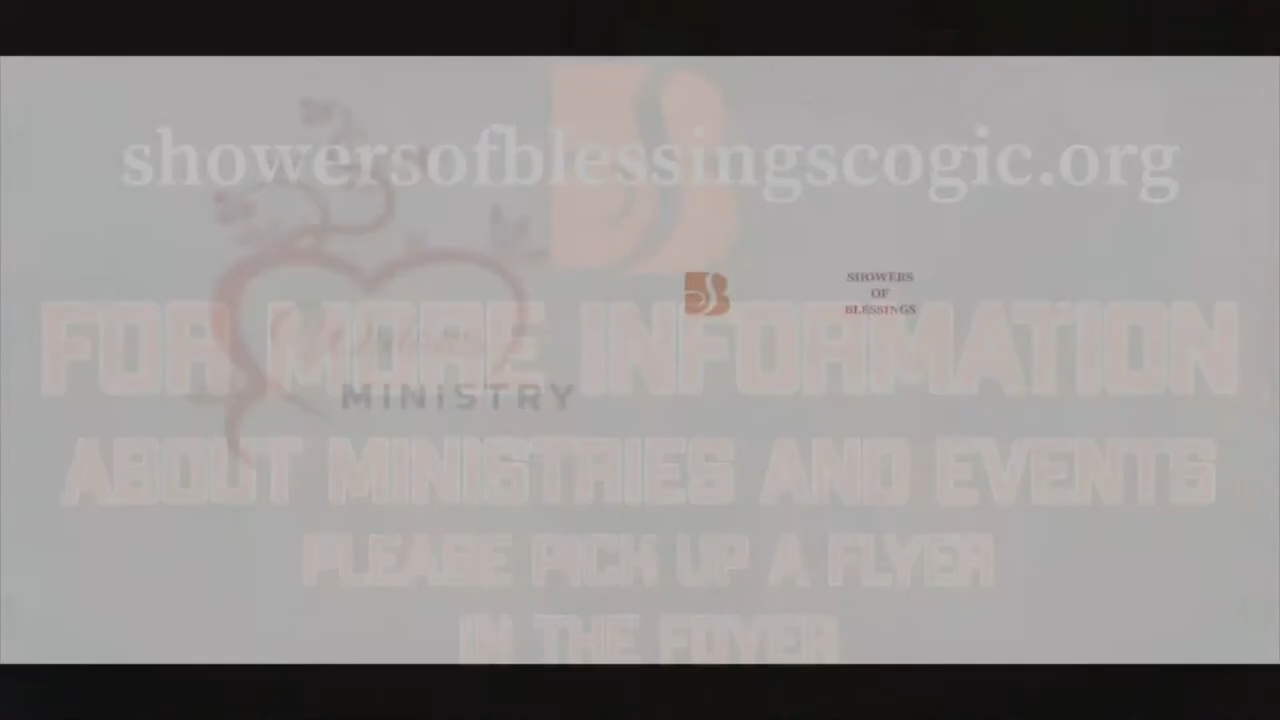 showersofblessingscogic.org
SHOWERS
OF
BLESSINGS
FOR MORE INFORMATION
MINISTRY
ABOUT MINISTRIES AND EVENTS
PLEASE PICK UP A FLYER
IN THE FOYER